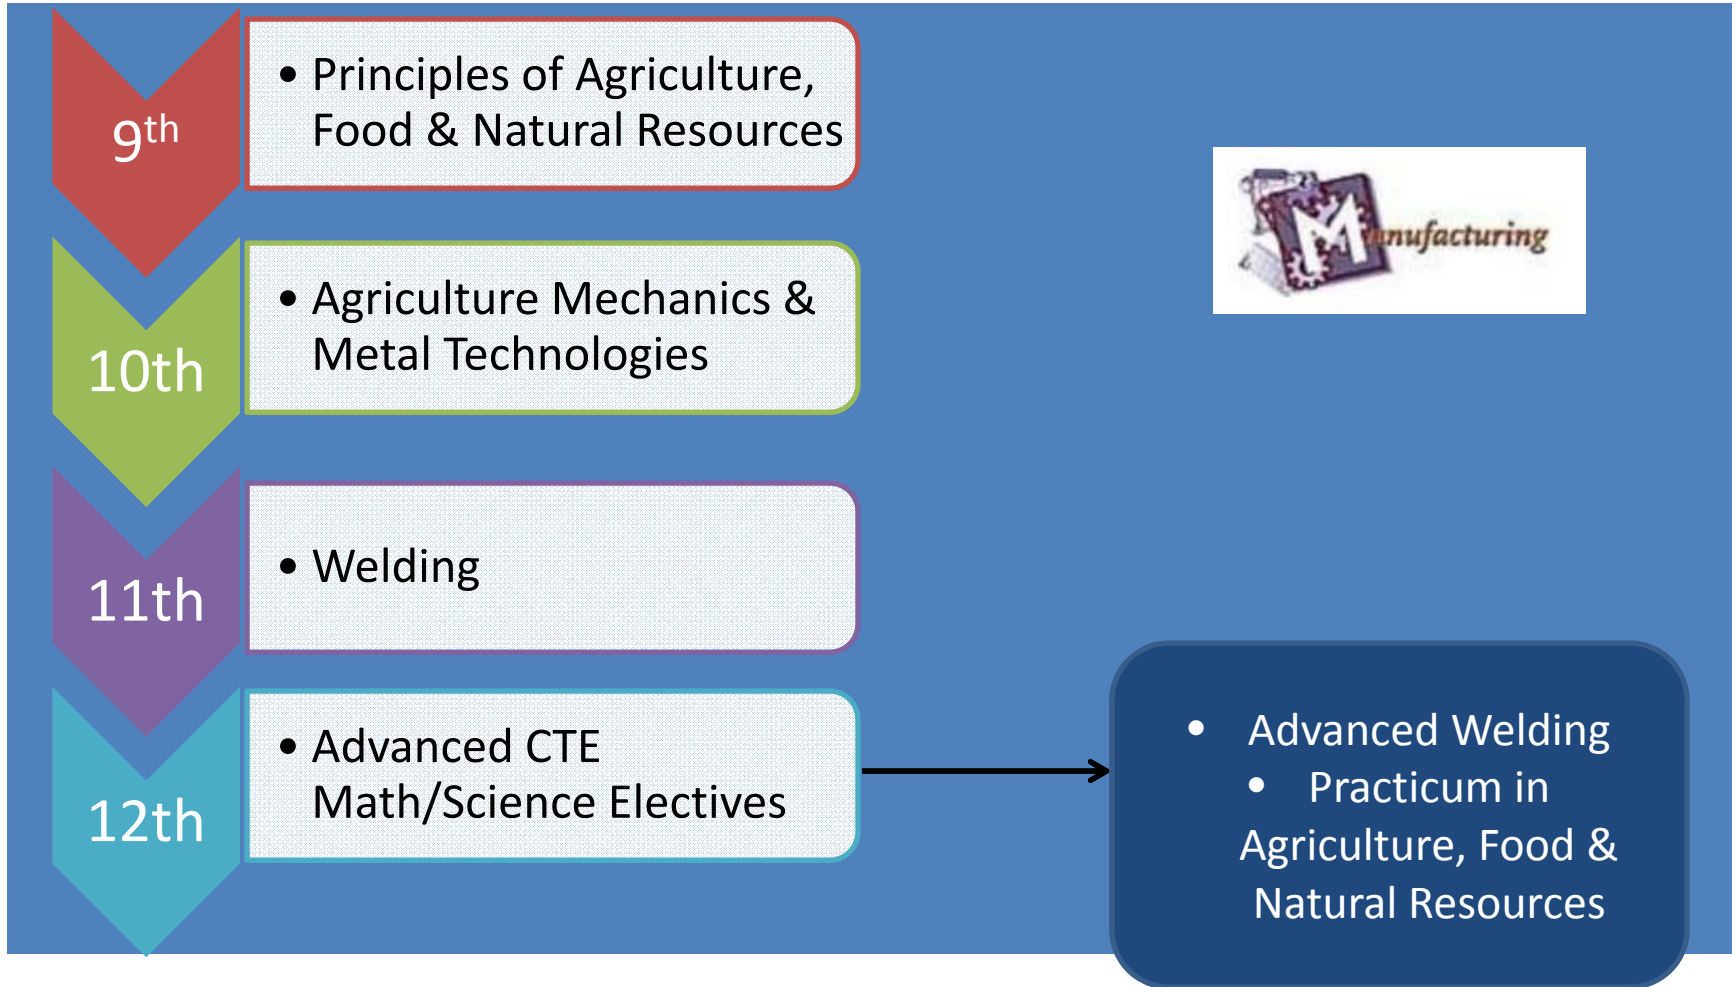 9th
• Principles of Agriculture,
Food & Natural Resources
Manufacturing
10th
• Agriculture Mechanics &
Metal Technologies
11th
• Welding
12th
• Advanced CTE
Math/Science Electives
• Advanced Welding
• Practicum in
Agriculture, Food &
Natural Resources